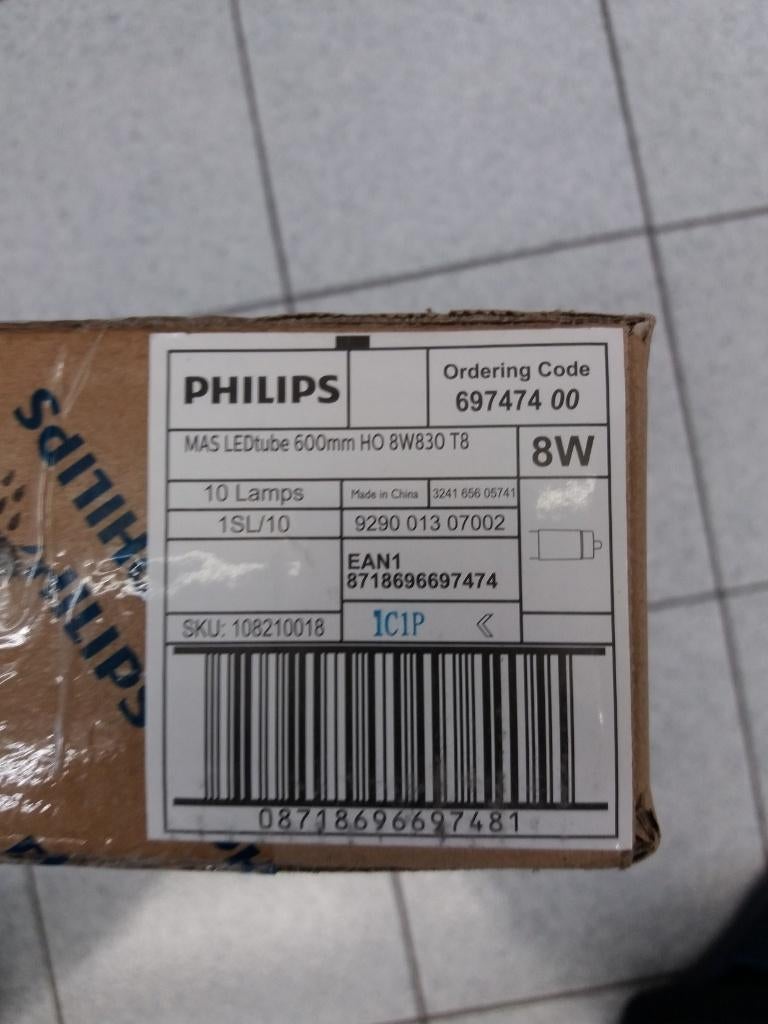 PHILIPS
PHILIPS
PHILIPS
Ordering Code
697474 00
MAS LEDtube 600mm HO 8W830 T8
8W
10 Lamps
Made in China
3241 656 05741
1SL/10
9290 013 07002
EAN1
8718696697474
SKU: 108210018
1C1P
08718696697481